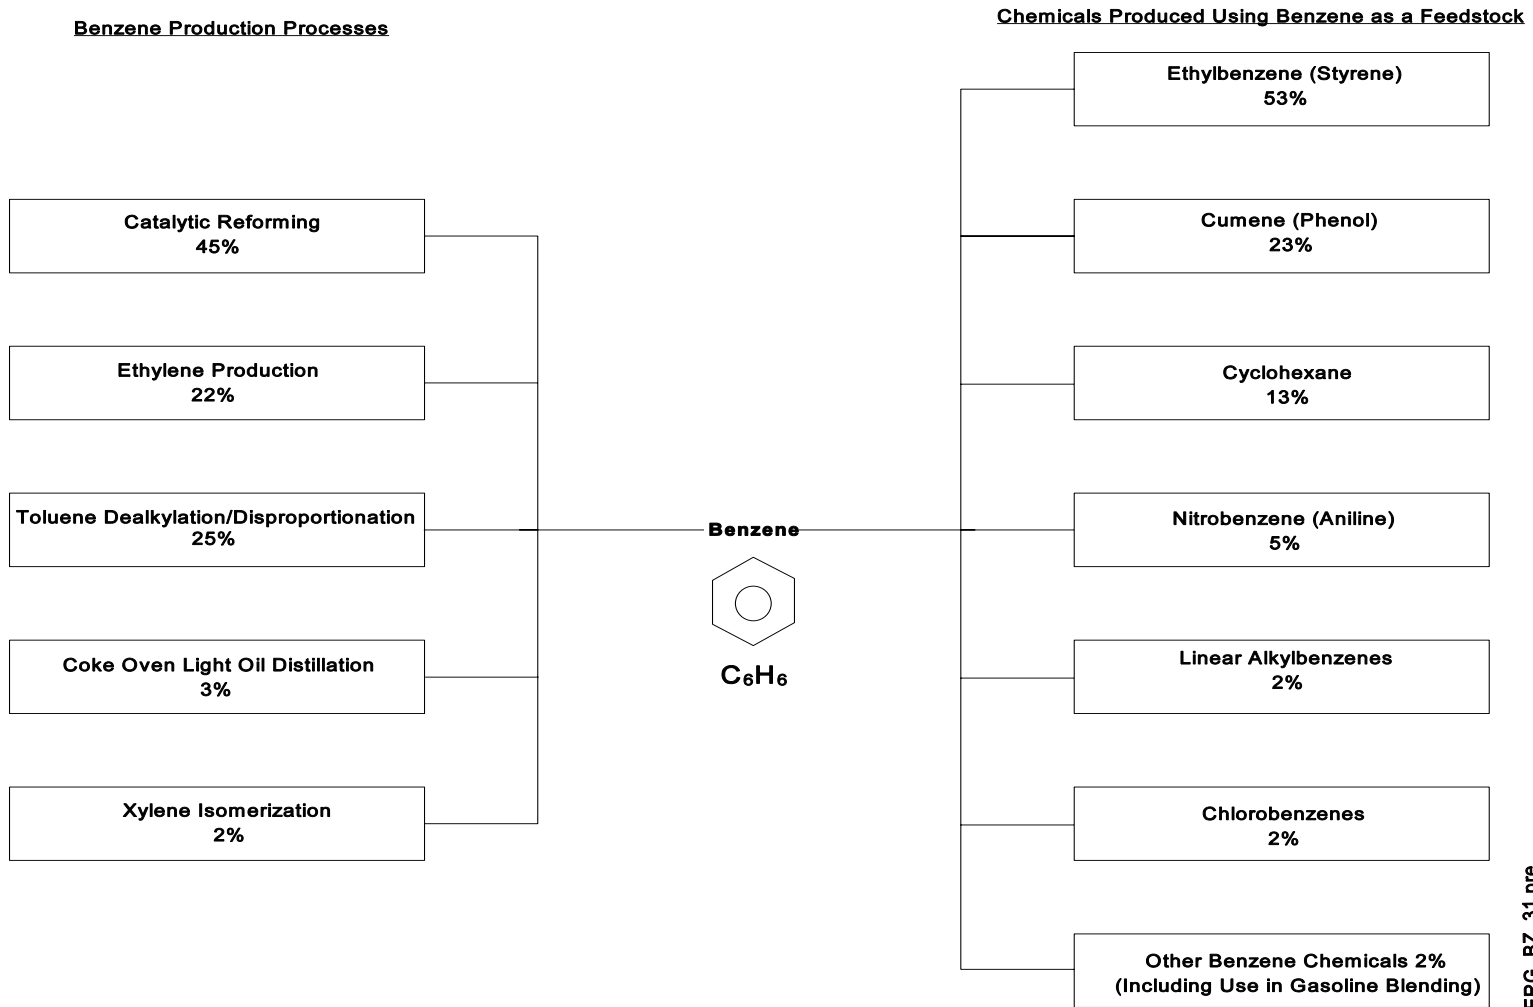 Benzene Production Processes
Catalytic Reforming
45%
Ethylene Production
22%
Toluene Dealkylation/Disproportionation
25%
Coke Oven Light Oil Distillation
3%
Xylene Isomerization
2%
Benzene
C₆H₆
Chemicals Produced Using Benzene as a Feedstock
Ethylbenzene (Styrene)
53%
Cumene (Phenol)
23%
Cyclohexane
13%
Nitrobenzene (Aniline)
5%
Linear Alkylbenzenes
2%
Chlorobenzenes
2%
Other Benzene Chemicals 2%
(Including Use in Gasoline Blending)
ERG_BZ_31.pre